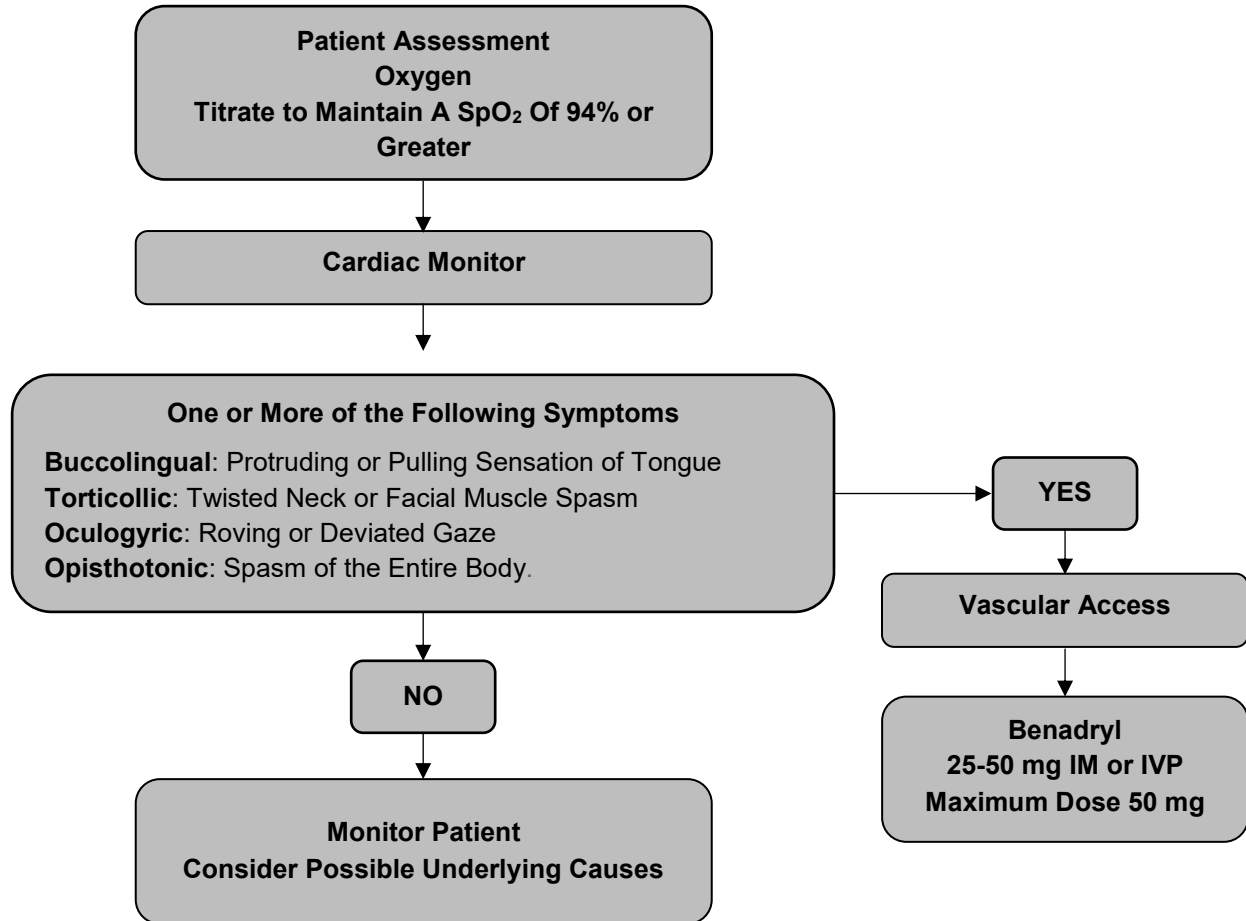 Patient Assessment
Oxygen
Titrate to Maintain A SpO₂ Of 94% or
Greater
Cardiac Monitor
One or More of the Following Symptoms
Buccolingual: Protruding or Pulling Sensation of Tongue
Torticollic: Twisted Neck or Facial Muscle Spasm
Oculogyric: Roving or Deviated Gaze
Opisthotonic: Spasm of the Entire Body.
YES
Vascular Access
NO
Benadryl
25-50 mg IM or IVP
Maximum Dose 50 mg
Monitor Patient
Consider Possible Underlying Causes